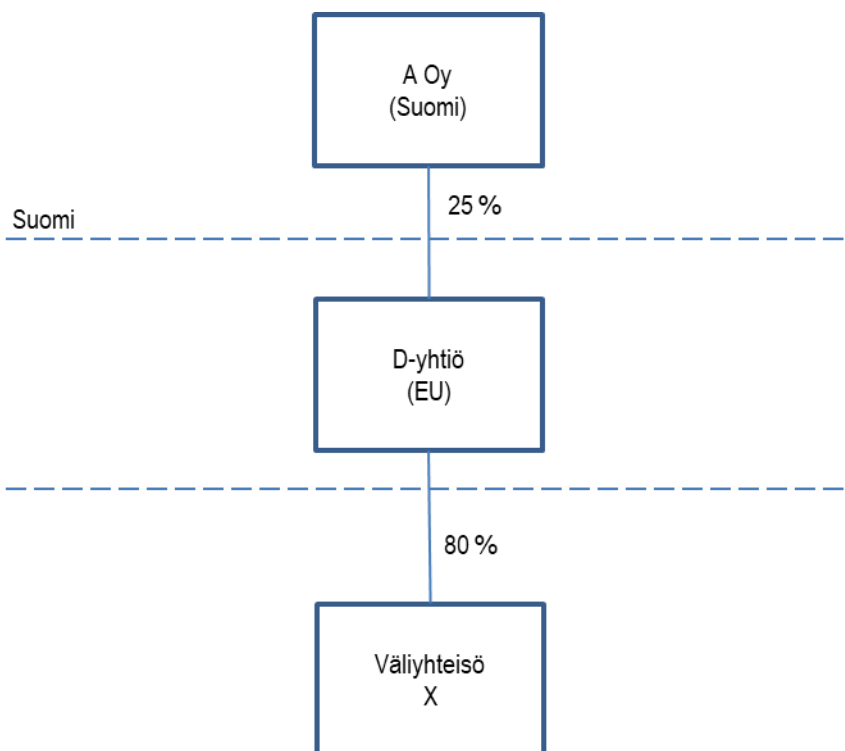 A Oy
(Suomi)
25 %
Suomi
D-yhtiö
(EU)
80 %
Väliyhteisö
X